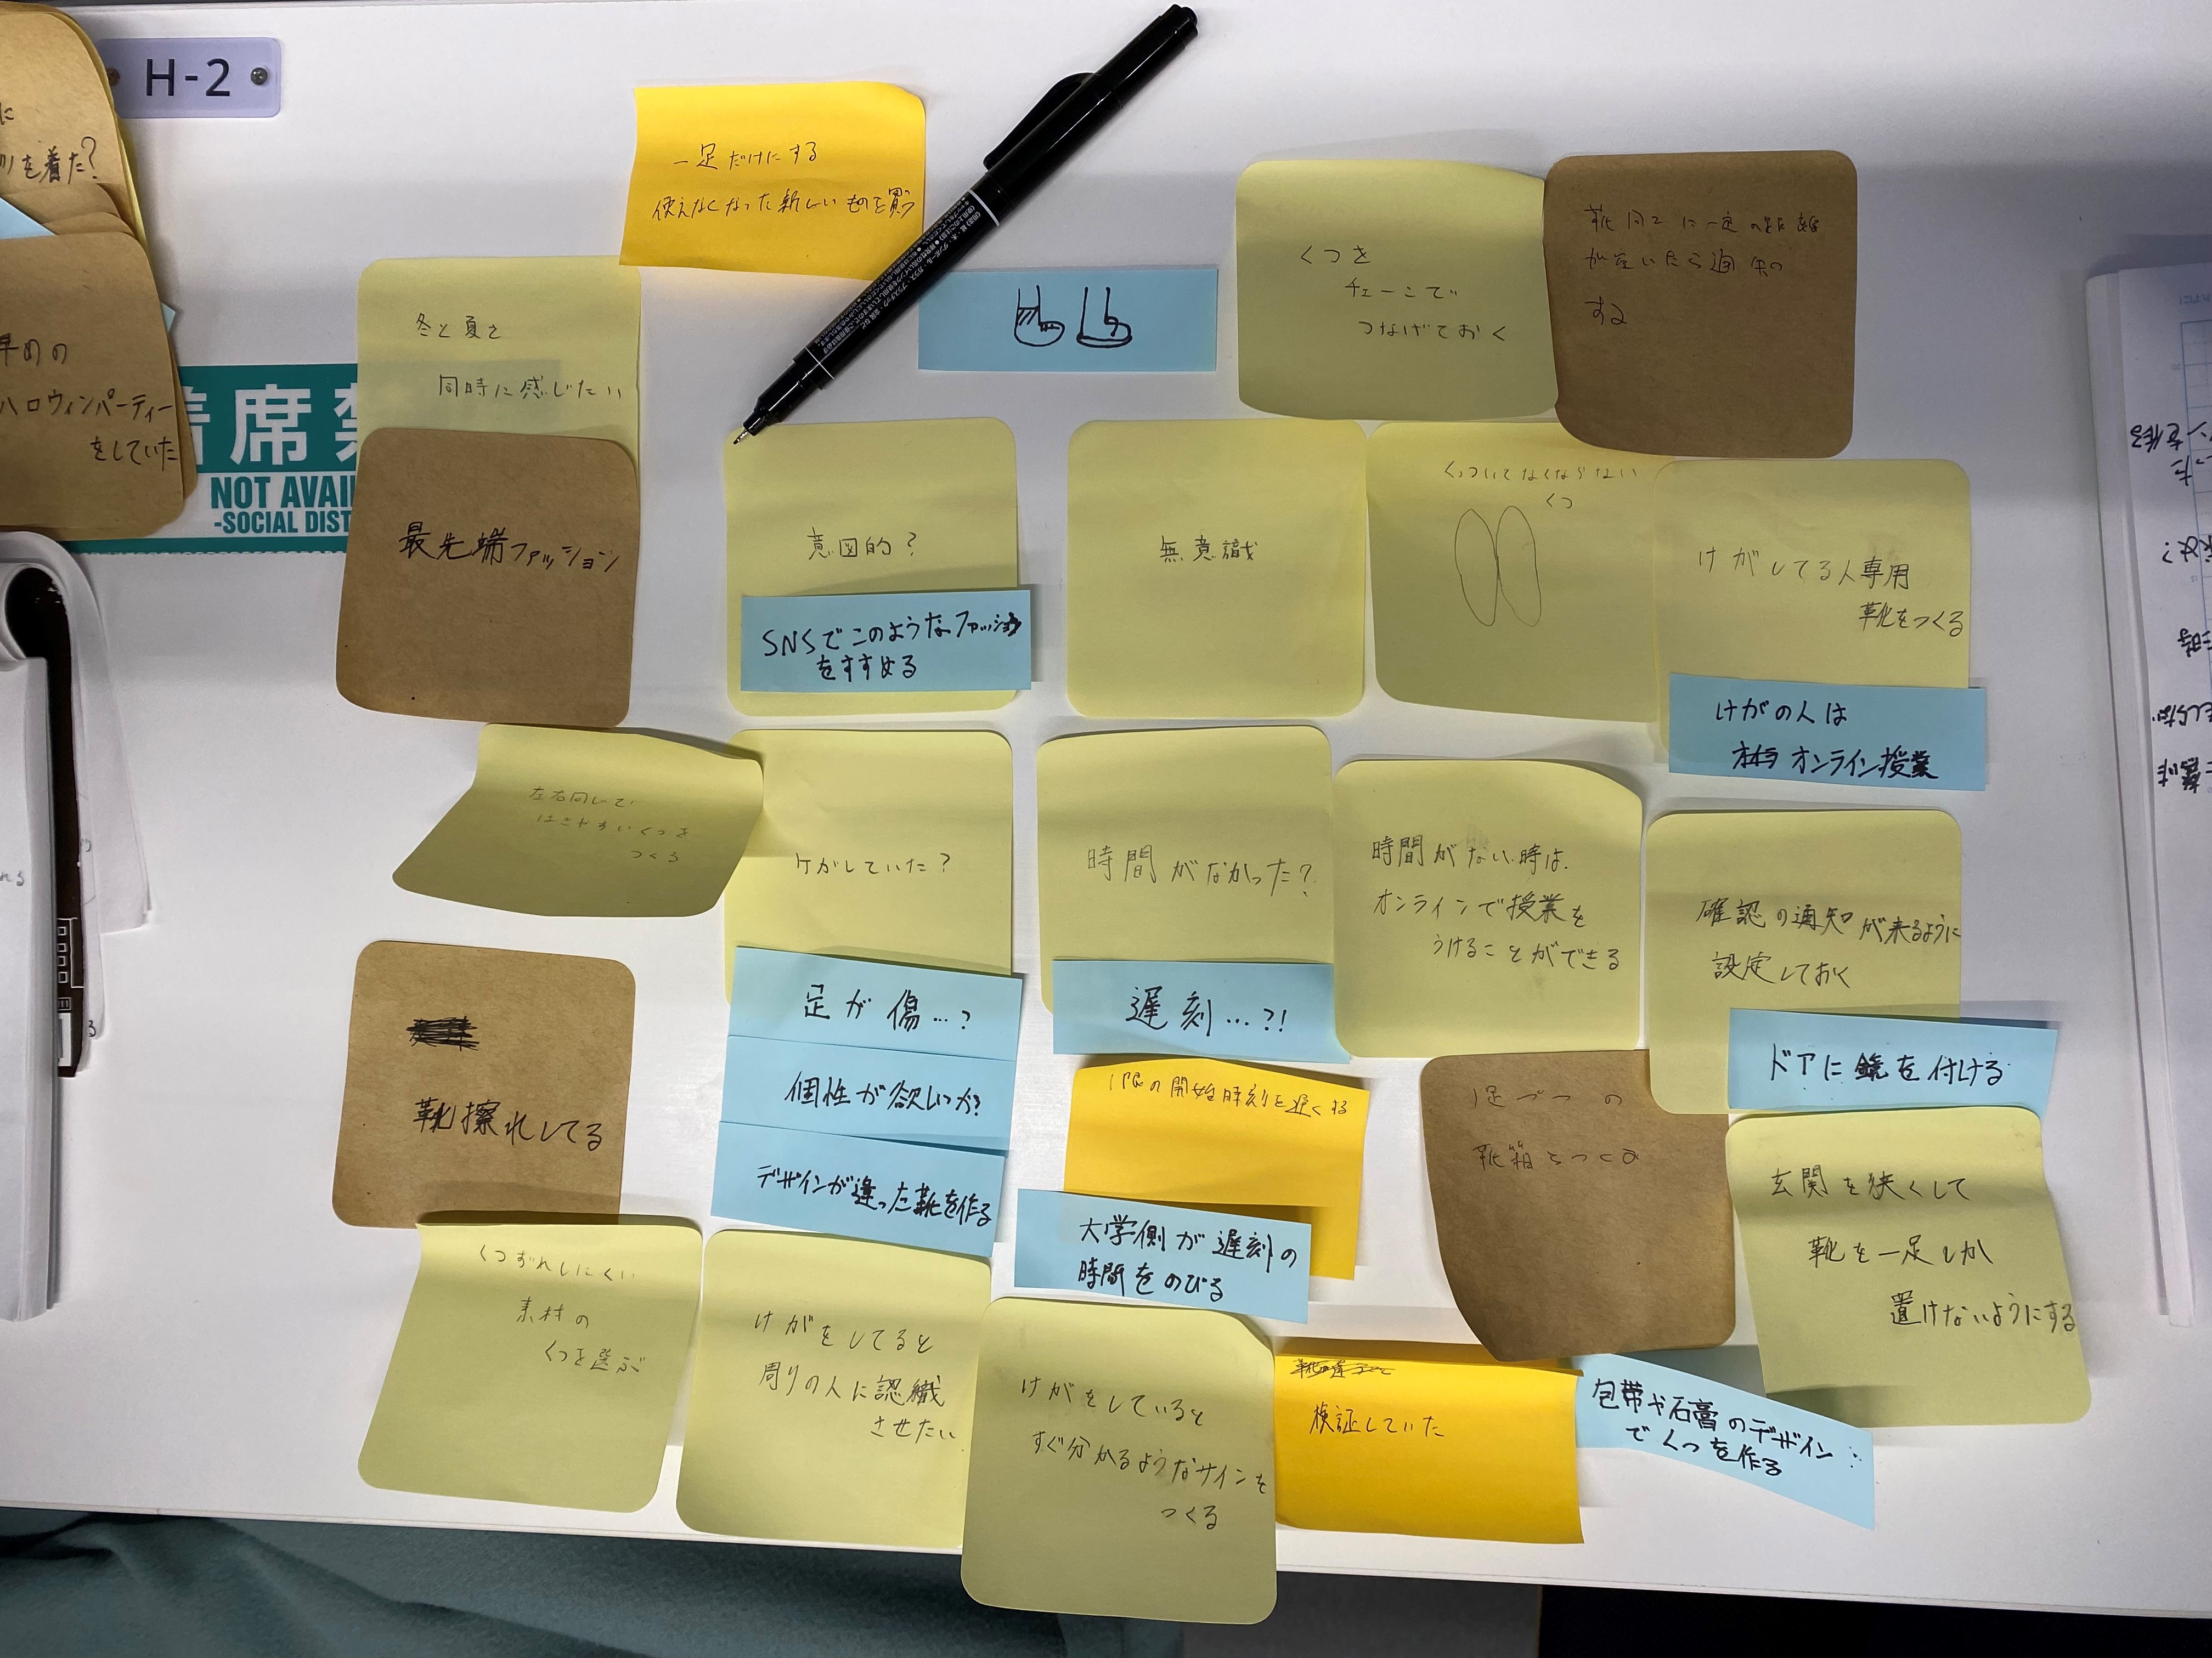 H-2
を着た?
早めの
ハロウィンパーティー
をしていた
着席禁
NOT AVAI
-SOCIAL DIST
一足だけにする
使えなくなった新しいものを買う
冬と夏を
同時に感じたい
最先端ファッション
意図的?
SNSでこのようなファッション
をすすめる
無意識
くつを
チェーンで
つなげておく
靴同士に一定の距離
が空いたら通知
する
くっついてなくならない
くつ
けがしてる人専用
靴をつくる
けがの人は
オンライン授業
左右同じで
はきやすいくつを
つくる
ケガしていた?
足が傷…?
個性が欲しいか?
デザインが違った靴を作る
時間がなかった?
遅刻…?!
1限の開始時刻を遅くする
大学側が遅刻の
時間をのびる
時間がない時は
オンラインで授業を
うけることができる
確認の通知が来るように
設定しておく
ドアに鏡を付ける
1足づつの
靴箱をつくる
玄関を狭くして
靴を一足しか
置けないようにする
靴擦れしてる
くつずれしにくい
素材の
くつを選ぶ
けがをしてると
周りの人に認識
させたい
けがをしていると
すぐ分かるようなサインを
つくる
検証していた
包帯や石膏のデザイン
でくつを作る